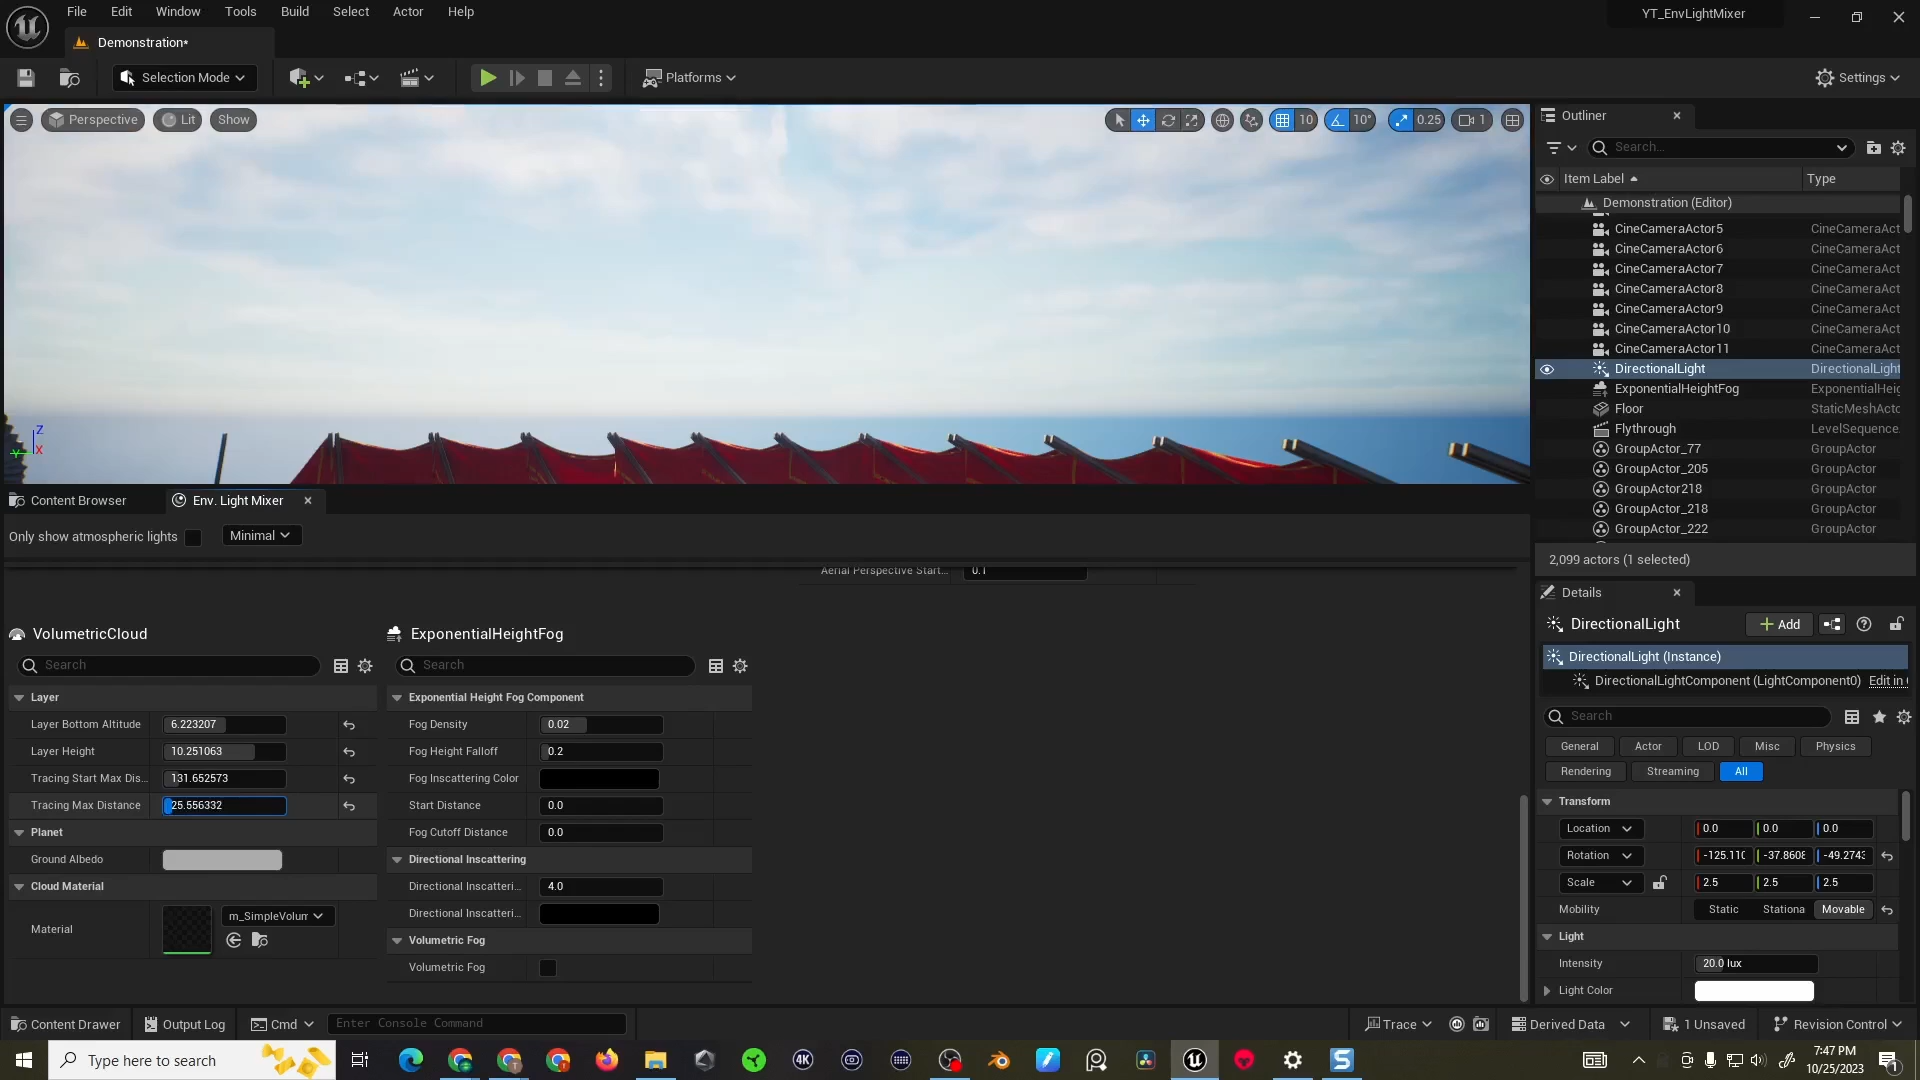 File Edit Window Tools Build Select Actor Help
YT_EnvLightMixer
Demonstration*
Selection Mode
Platforms
Settings
Perspective Lit Show
10 10° 0.25 1
Outliner
Search...
Item Label Type
Demonstration (Editor)
CineCameraActor5 CineCameraAct
CineCameraActor6 CineCameraAct
CineCameraActor7 CineCameraAct
CineCameraActor8 CineCameraAct
CineCameraActor9 CineCameraAct
CineCameraActor10 CineCameraAct
CineCameraActor11 CineCameraAct
DirectionalLight DirectionalLight
ExponentialHeightFog ExponentialHeig
Floor StaticMeshActo
Flythrough LevelSequence
GroupActor_77 GroupActor
GroupActor_205 GroupActor
GroupActor218 GroupActor
GroupActor_218 GroupActor
GroupActor_222 GroupActor
2,099 actors (1 selected)
Z
Y X
Content Browser Env. Light Mixer
Only show atmospheric lights Minimal
Aerial Perspective Start... 0.1
VolumetricCloud
Search
Layer
Layer Bottom Altitude 6.223207
Layer Height 10.251063
Tracing Start Max Dis... 131.652573
Tracing Max Distance 25.556332
Planet
Ground Albedo
Cloud Material
Material m_SimpleVolum
ExponentialHeightFog
Search
Exponential Height Fog Component
Fog Density 0.02
Fog Height Falloff 0.2
Fog Inscattering Color
Start Distance 0.0
Fog Cutoff Distance 0.0
Directional Inscattering
Directional Inscatteri... 4.0
Directional Inscatteri...
Volumetric Fog
Volumetric Fog
Details
DirectionalLight Add
DirectionalLight (Instance)
DirectionalLightComponent (LightComponent0) Edit in
Search
General Actor LOD Misc Physics
Rendering Streaming All
Transform
Location 0.0 0.0 0.0
Rotation -125.110 -37.8608 -49.2743
Scale 2.5 2.5 2.5
Mobility Static Stationa Movable
Light
Intensity 20.0 lux
Light Color
Content Drawer Output Log Cmd Enter Console Command
Trace Derived Data 1 Unsaved Revision Control
Type here to search
4K
7:47 PM
10/25/2023
1